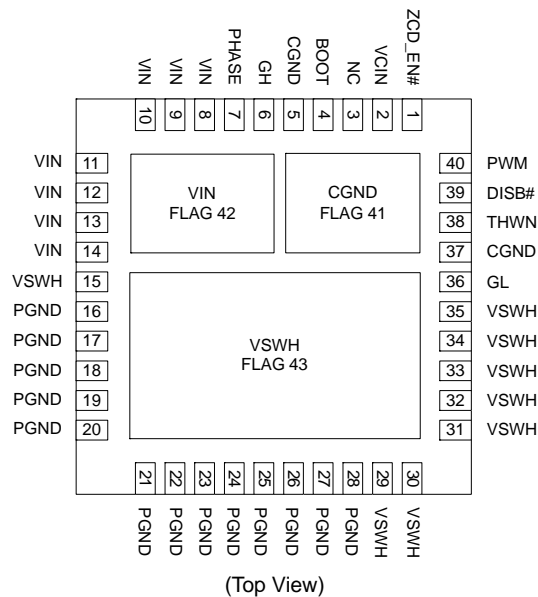 VIN
VIN
VIN
PHASE
GH
CGND
BOOT
NC
VCIN
ZCD_EN#
10
9
8
7
6
5
4
3
2
1
VIN 11
VIN 12
VIN 13
VIN 14
VSWH 15
PGND 16
PGND 17
PGND 18
PGND 19
PGND 20
VIN
FLAG 42
CGND
FLAG 41
VSWH
FLAG 43
40 PWM
39 DISB#
38 THWN
37 CGND
36 GL
35 VSWH
34 VSWH
33 VSWH
32 VSWH
31 VSWH
21
22
23
24
25
26
27
28
29
30
PGND
PGND
PGND
PGND
PGND
PGND
PGND
PGND
VSWH
VSWH
(Top View)